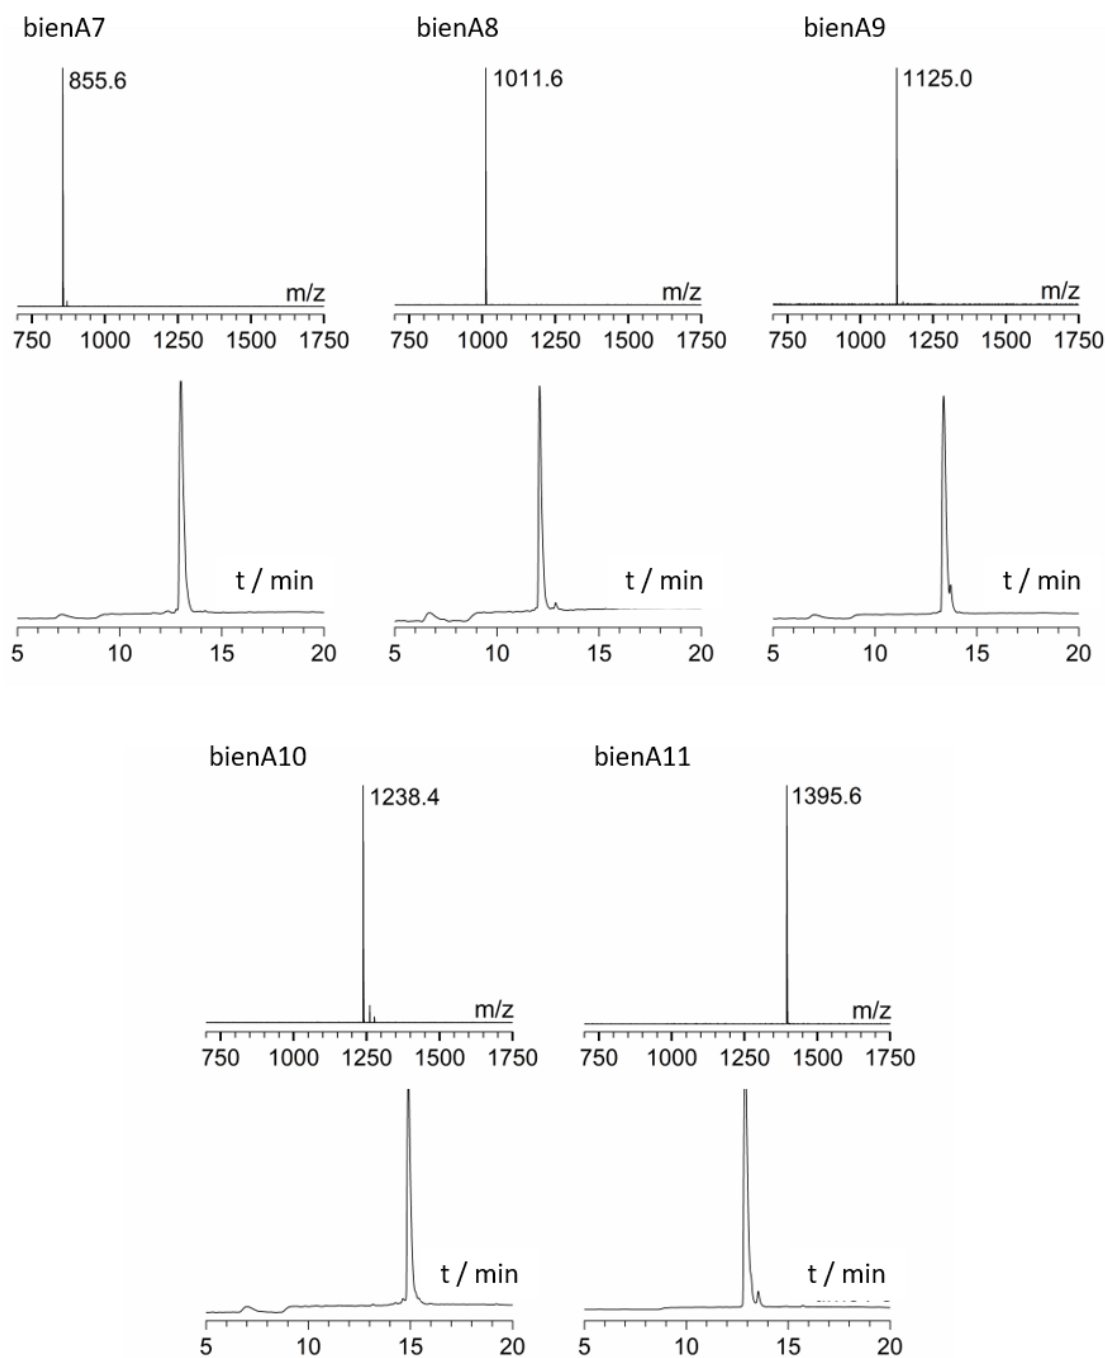 bienA7 bienA8 bienA9
855.6 1011.6 1125.0
m/z m/z m/z
750 1000 1250 1500 1750 750 1000 1250 1500 1750 750 1000 1250 1500 1750
t / min t / min t / min
5 10 15 20 5 10 15 20 5 10 15 20
bienA10 bienA11
1238.4 1395.6
m/z m/z
750 1000 1250 1500 1750 750 1000 1250 1500 1750
t / min t / min
5 10 15 20 5 10 15 20